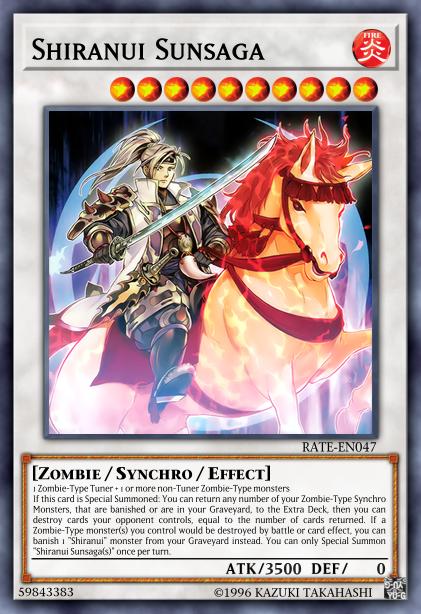 Shiranui Sunsaga
FIRE
炎
RATE-EN047
[Zombie / Synchro / Effect]
1 Zombie-Type Tuner + 1 or more non-Tuner Zombie-Type monsters
If this card is Special Summoned: You can return any number of your Zombie-Type Synchro
Monsters, that are banished or are in your Graveyard, to the Extra Deck, then you can
destroy cards your opponent controls, equal to the number of cards returned. If a
Zombie-Type monster(s) you control would be destroyed by battle or card effect, you can
banish 1 "Shiranui" monster from your Graveyard instead. You can only Special Summon
"Shiranui Sunsaga(s)" once per turn.
ATK/3500 DEF/ 0
59843383
©1996 KAZUKI TAKAHASHI